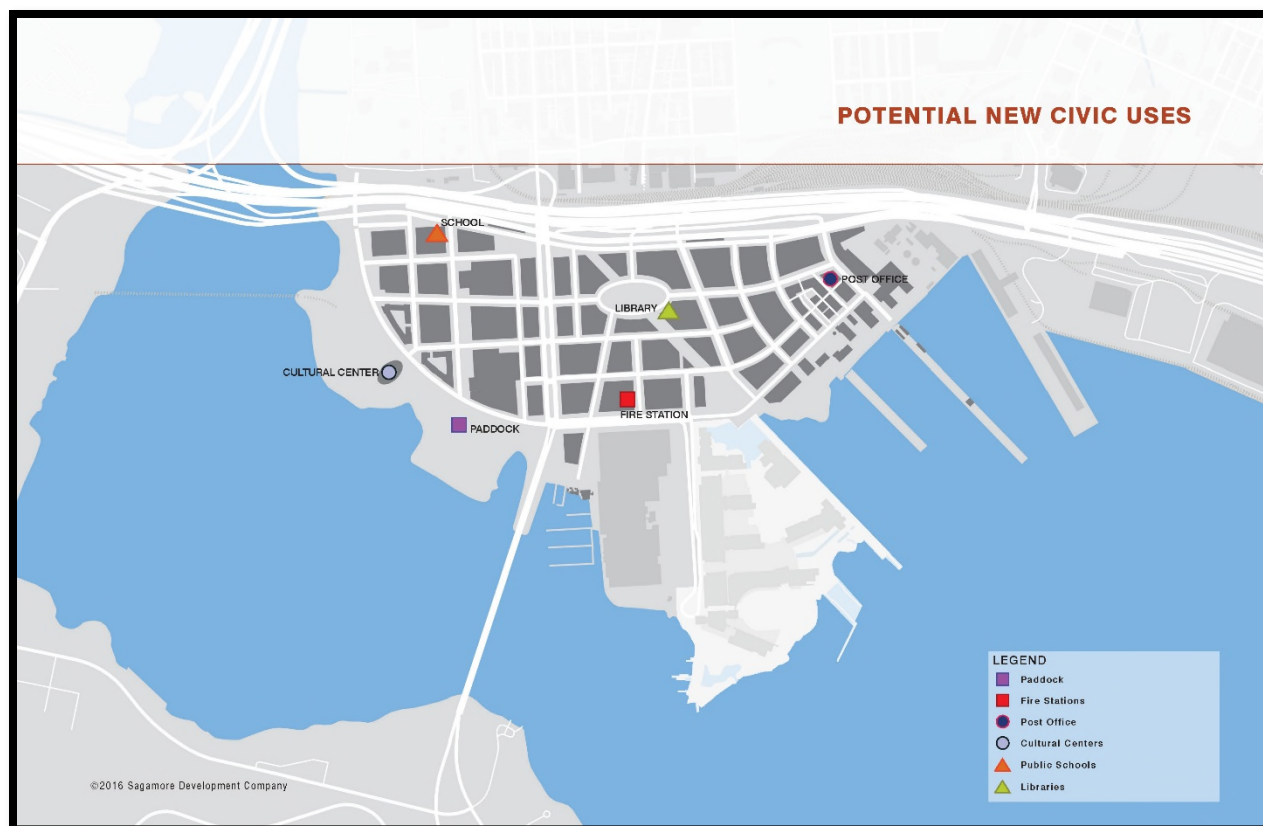 POTENTIAL NEW CIVIC USES
SCHOOL
POST OFFICE
LIBRARY
CULTURAL CENTER
FIRE STATION
PADDOCK
LEGEND
Paddock
Fire Stations
Post Office
Cultural Centers
Public Schools
Libraries
©2016 Sagamore Development Company